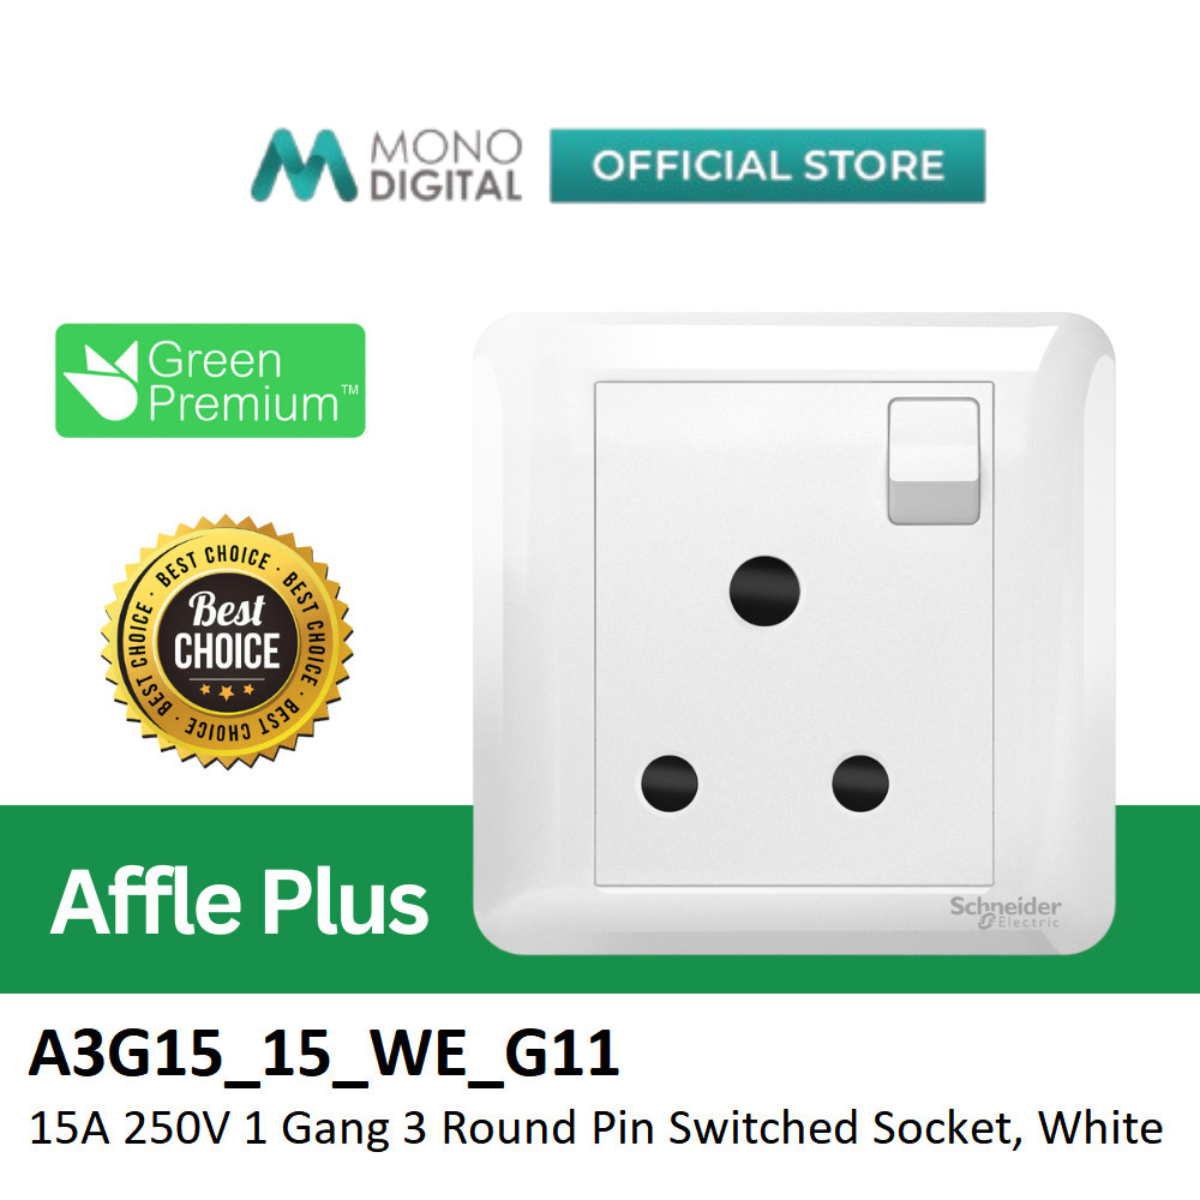 MONO
DIGITAL
OFFICIAL STORE
Green
Premium™
BEST CHOICE · BEST CHOICE · BEST CHOICE · BEST CHOICE ·
Best
CHOICE
Affle Plus
Schneider
Electric
A3G15_15_WE_G11
15A 250V 1 Gang 3 Round Pin Switched Socket, White